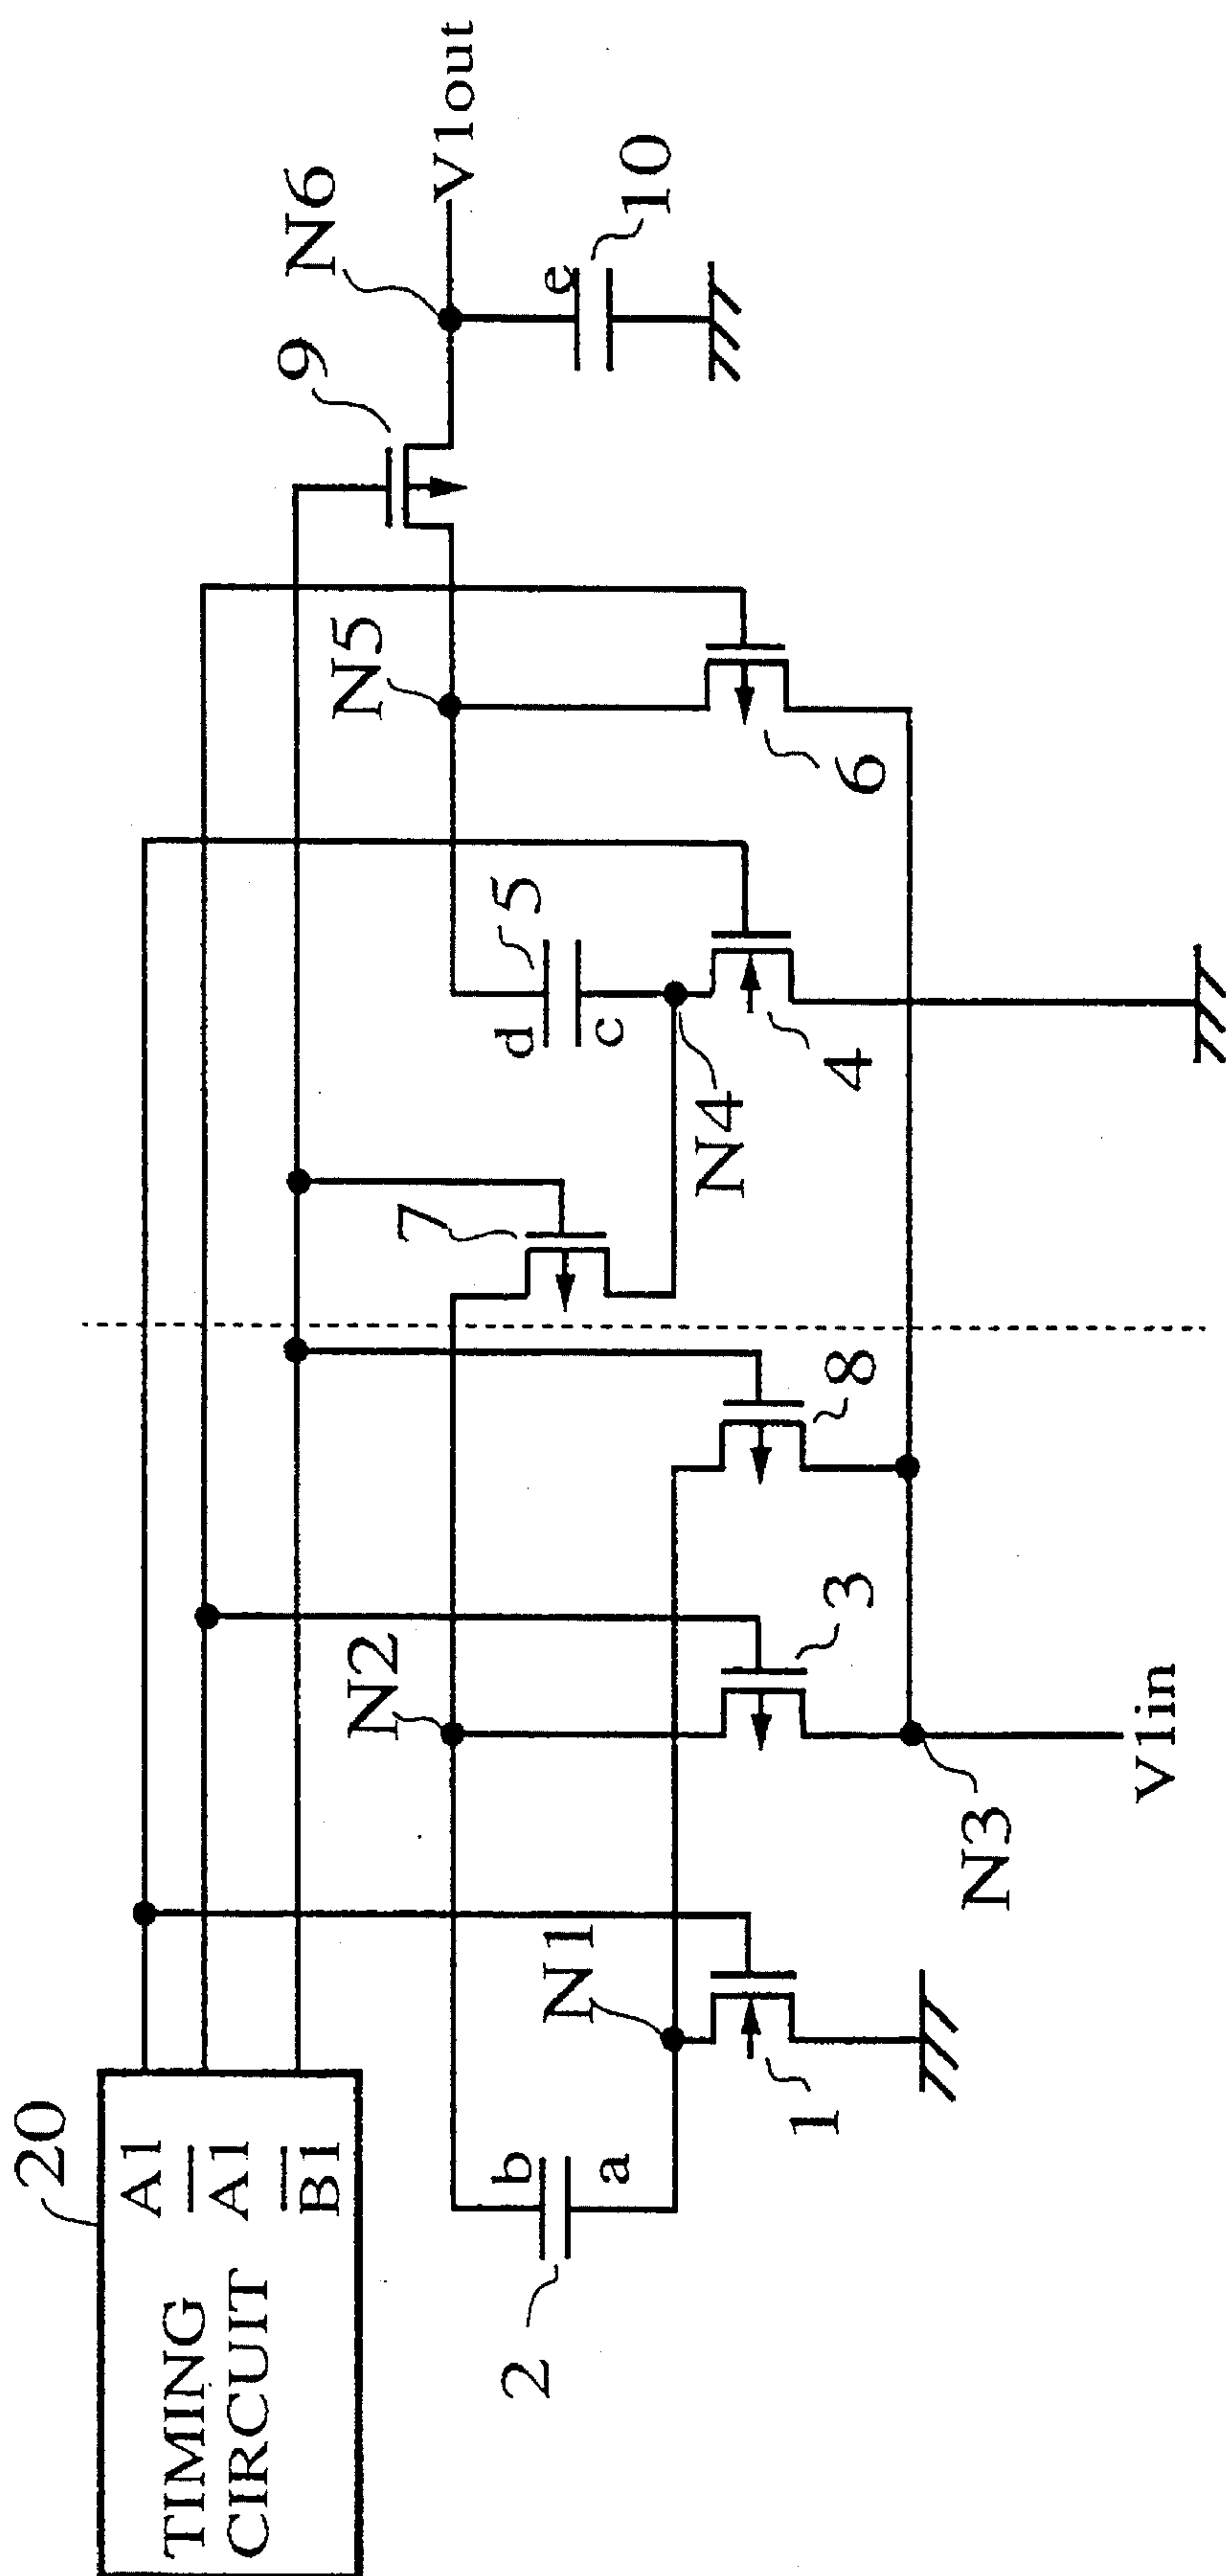 20
TIMING
CIRCUIT
A1
A1
B1
N6
V1out
9
e
10
N5
d
5
c
7
N4
4
6
N2
8
3
b
a
2
N1
1
N3
V1in